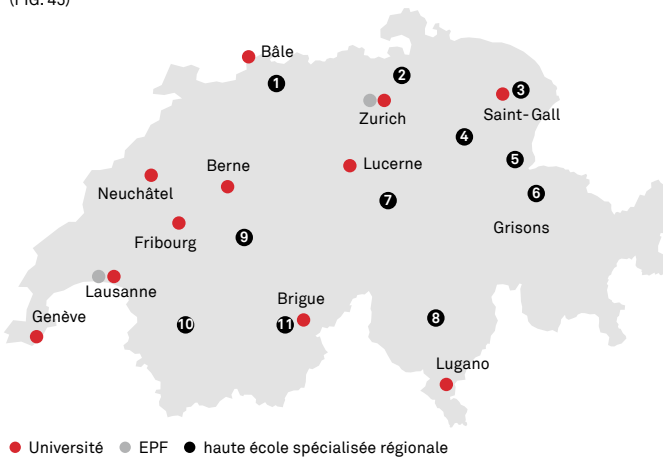 (FIG. 45)
Bâle
1
2
3
Zurich
Saint-Gall
4
5
Lucerne
Berne
Neuchâtel
6
7
Grisons
Fribourg
9
Lausanne
Brigue
Genève
10
11
8
Lugano
Université EPF haute école spécialisée régionale